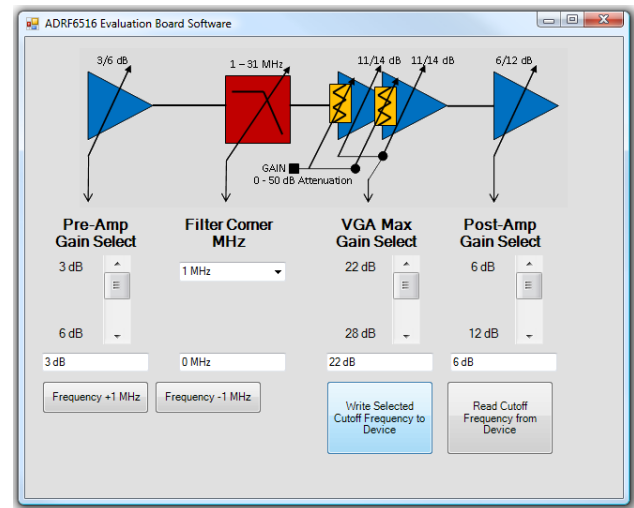 ADRF6516 Evaluation Board Software
3/6 dB
1 – 31 MHz
11/14 dB
11/14 dB
6/12 dB
GAIN
0 - 50 dB Attenuation
Pre-Amp
Gain Select
Filter Corner
MHz
VGA Max
Gain Select
Post-Amp
Gain Select
3 dB
1 MHz
22 dB
6 dB
6 dB
28 dB
12 dB
3 dB
0 MHz
22 dB
6 dB
Frequency +1 MHz
Frequency -1 MHz
Write Selected
Cutoff Frequency to
Device
Read Cutoff
Frequency from
Device